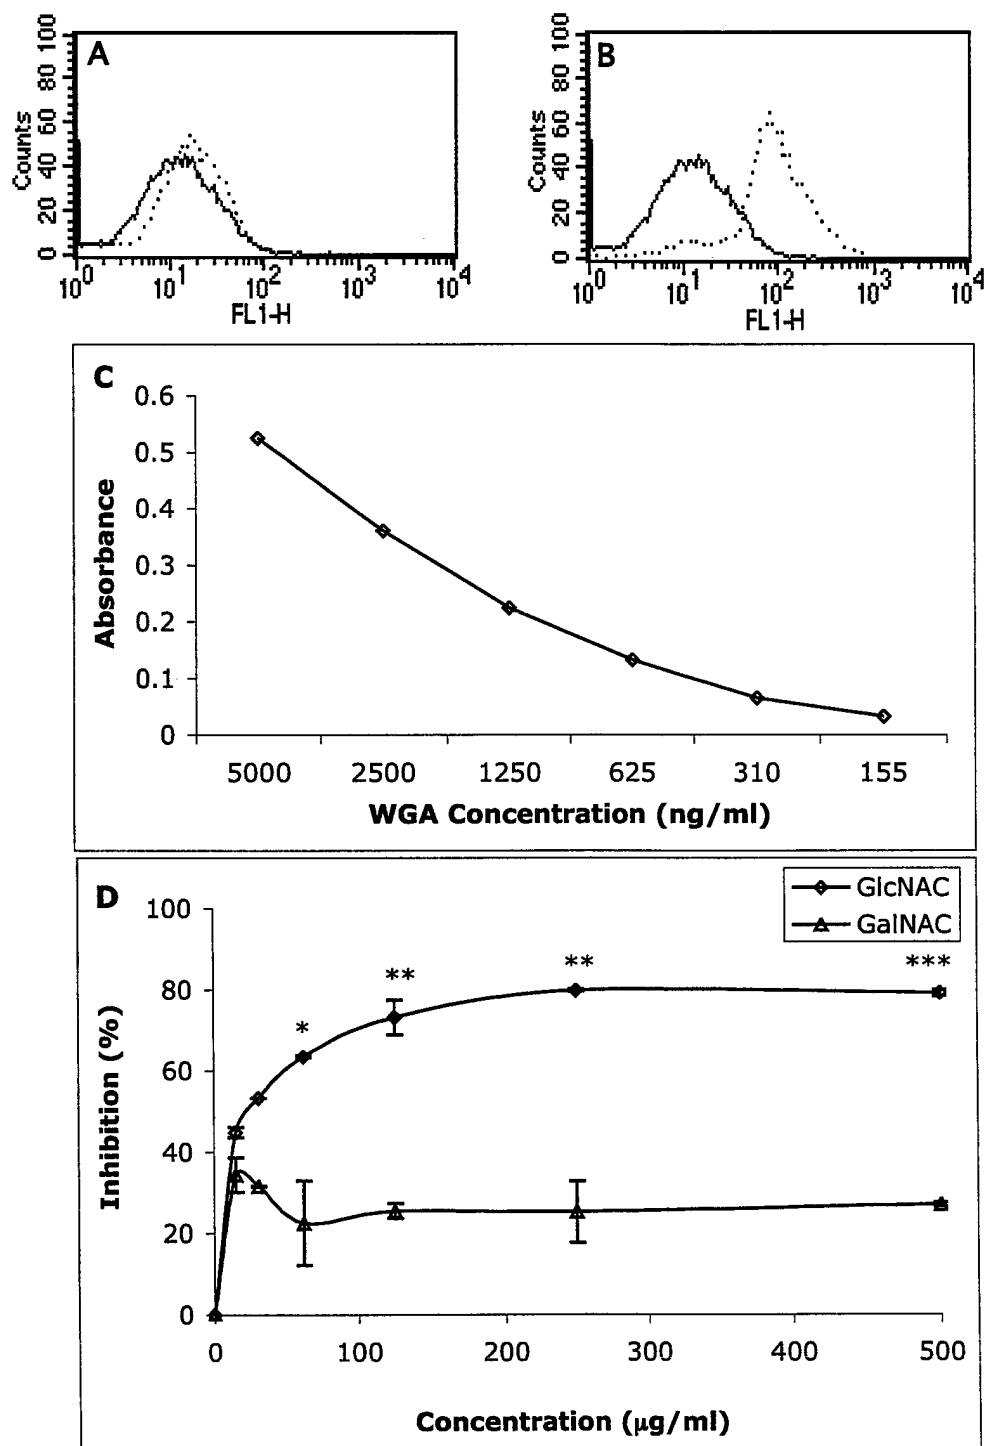 A
100
80
60
40
20
0
Counts
10^0 10^1 10^2 10^3 10^4
FL1-H
B
100
80
60
40
20
0
Counts
10^0 10^1 10^2 10^3 10^4
FL1-H
C
0.6
0.5
0.4
0.3
0.2
0.1
0
Absorbance
5000 2500 1250 625 310 155
WGA Concentration (ng/ml)
D
GlcNAC
GalNAC
100
80
60
40
20
0
Inhibition (%)
* ** ** ***
0 100 200 300 400 500
Concentration (μg/ml)